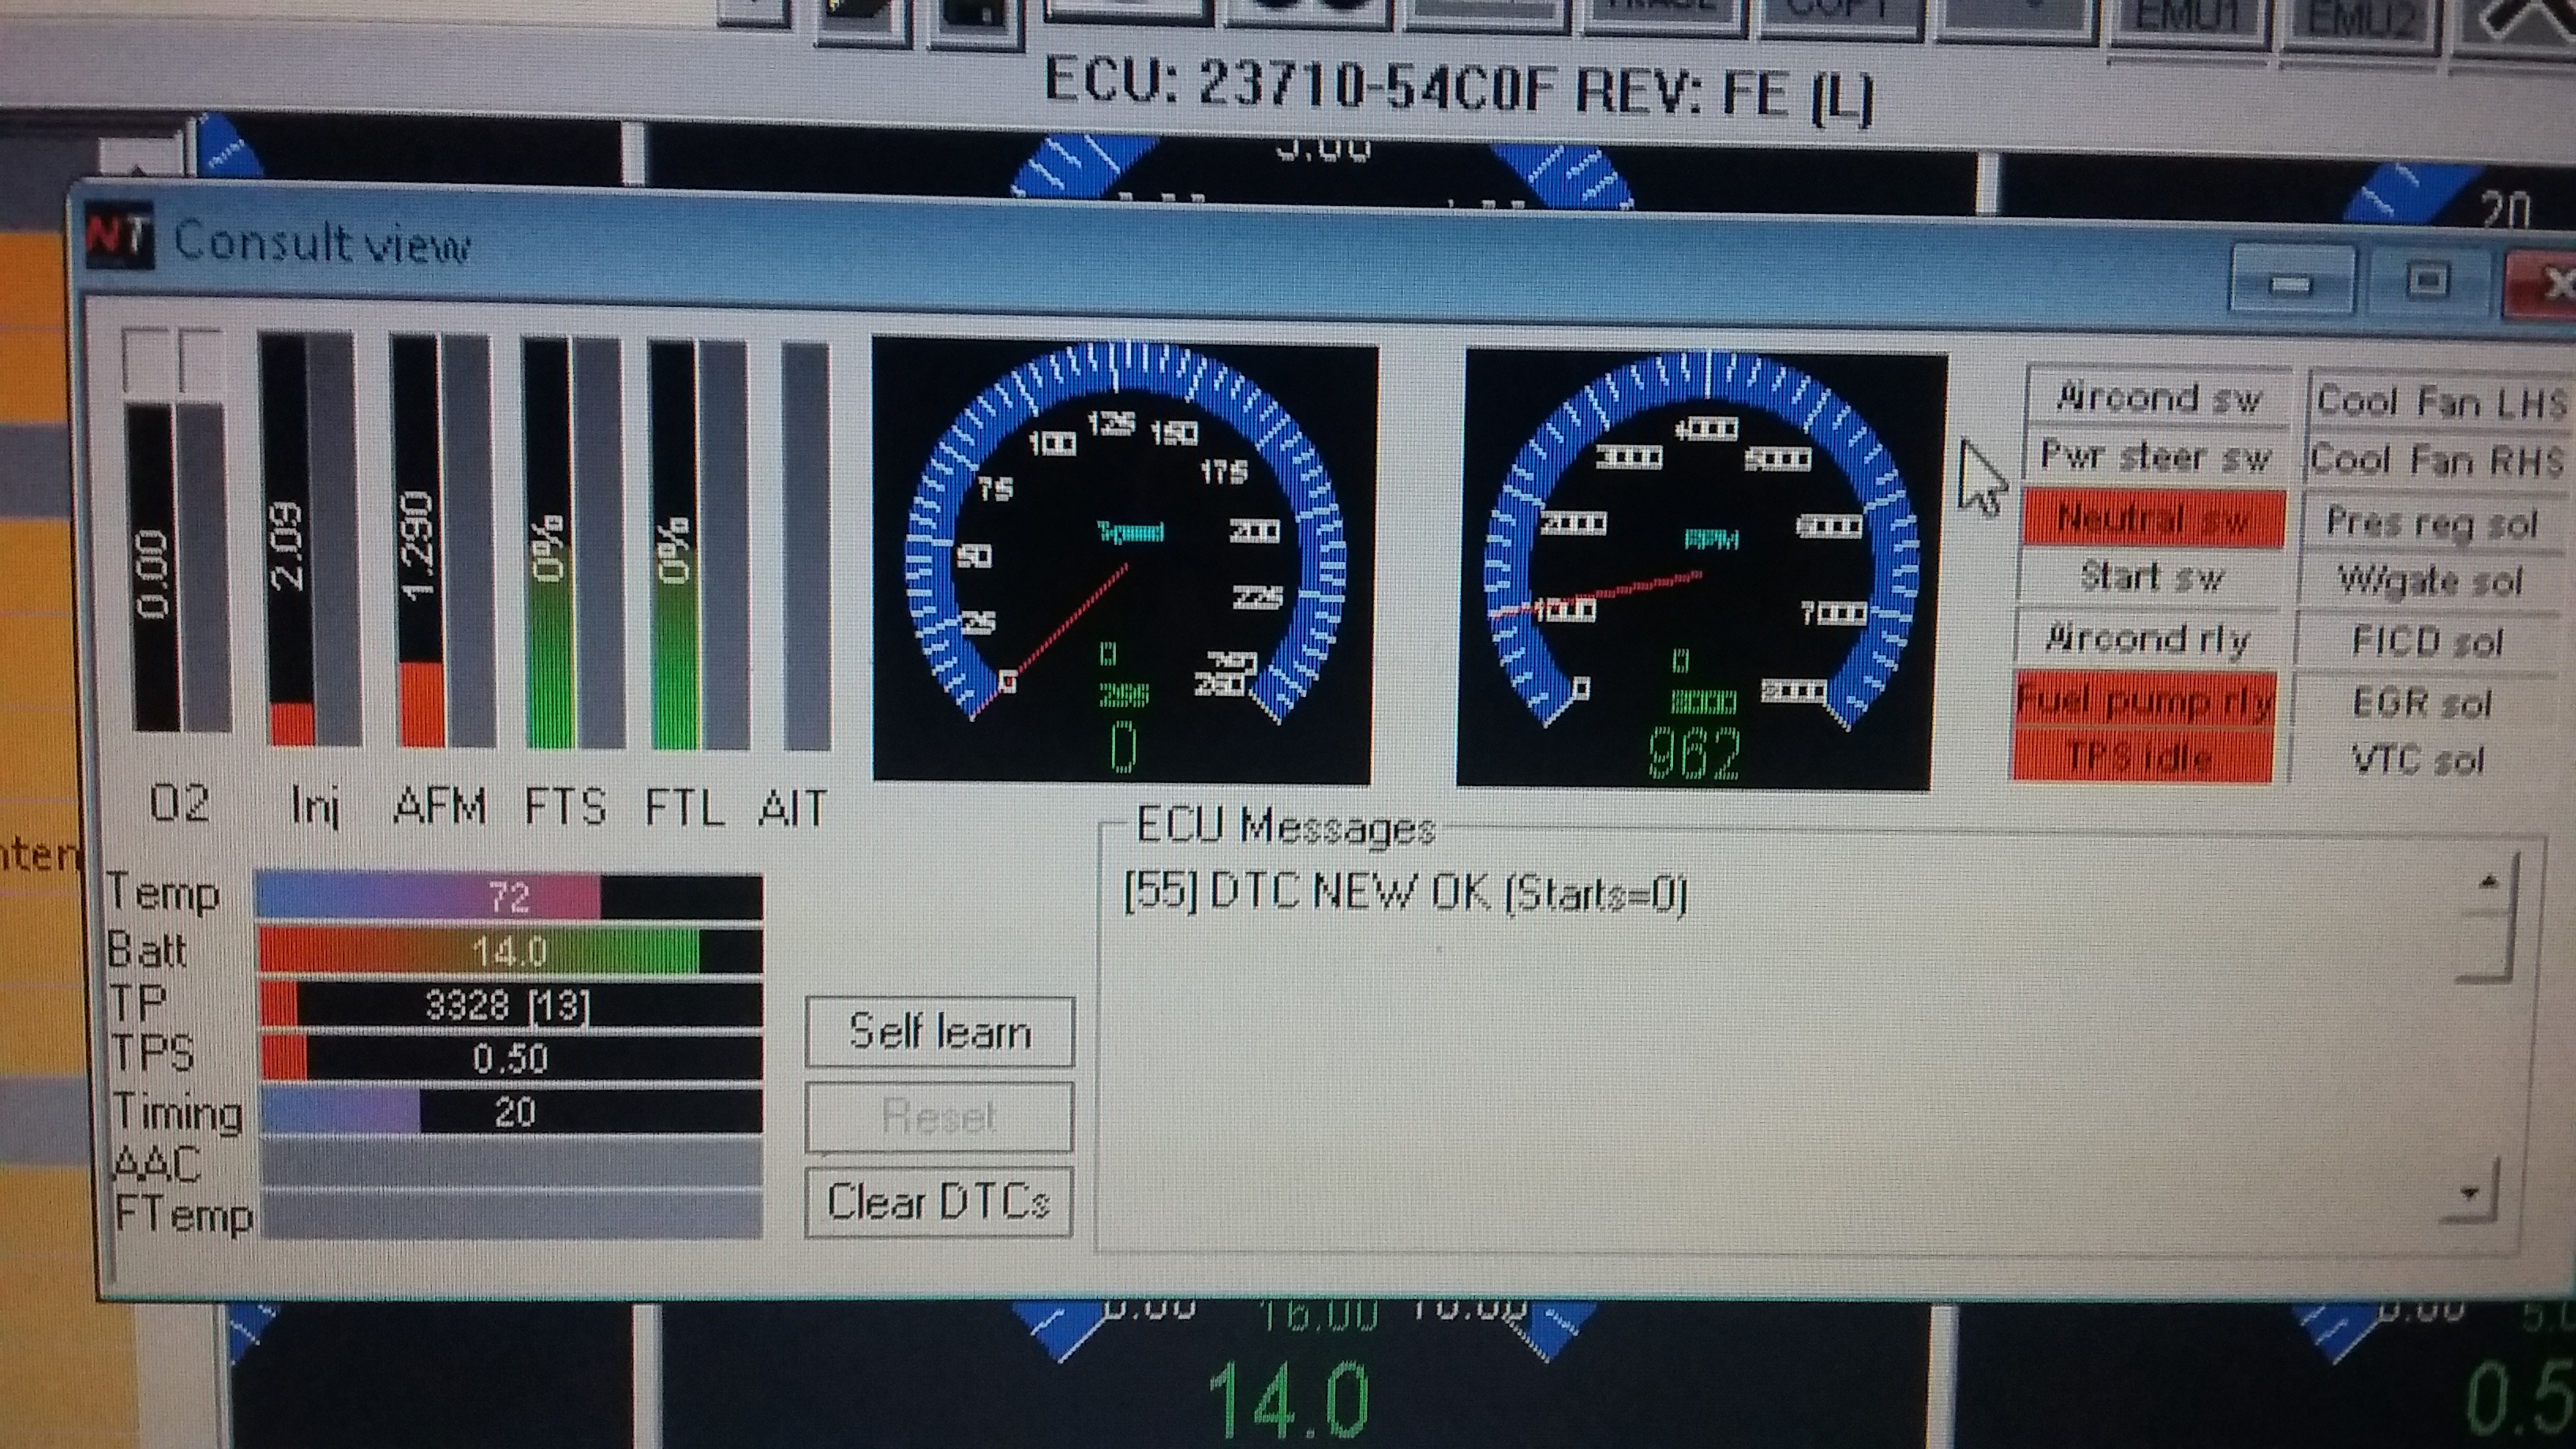 EMU1
EMU2
ECU: 23710-54C0F REV: FE (L)
20
NT Consult view
0.00
2.09
1.290
0%
0%
O2 Inj AFM FTS FTL AIT
0 25 50 75 100 125 150 175 200 225 250
Speed
0
0
0 1000 2000 3000 4000 5000 6000 7000 8000
RPM
0
8000
962
Aircond sw
Pwr steer sw
Neutral sw
Start sw
Aircond rly
Fuel pump rly
TPS idle
Cool Fan LHS
Cool Fan RHS
Pres reg sol
W/gate sol
FICD sol
EGR sol
VTC sol
Temp 72
Batt 14.0
TP 3328 [13]
TPS 0.50
Timing 20
AAC
FTemp
Self learn
Reset
Clear DTCs
ECU Messages
[55] DTC NEW OK (Starts=0)
16.00
14.0
0.5